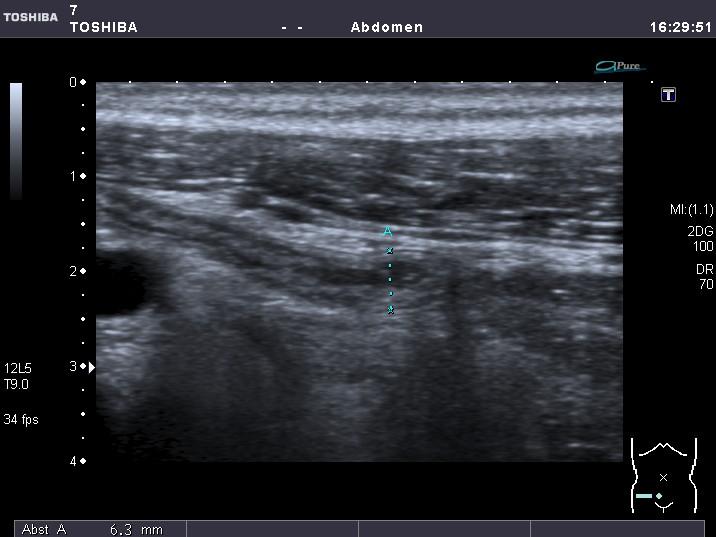 TOSHIBA
7
TOSHIBA
- -
Abdomen
16:29:51
Pure
T
0
1
2
3
4
A
MI:(1.1)
2DG
100
DR
70
12L5
T9.0
34 fps
Abst A 6.3 mm